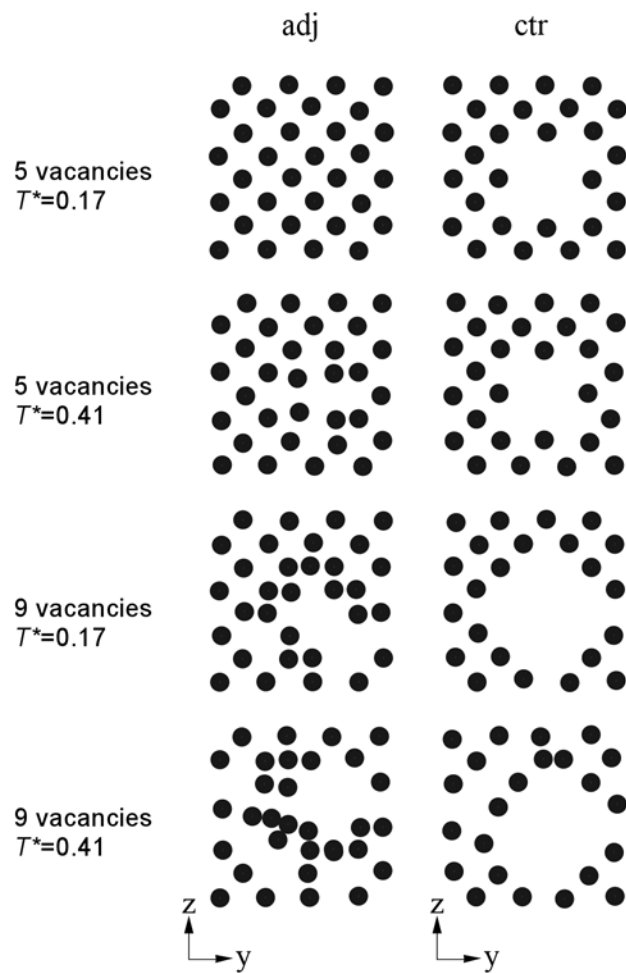 adj ctr
5 vacancies
T*=0.17
5 vacancies
T*=0.41
9 vacancies
T*=0.17
9 vacancies
T*=0.41
z z
y y